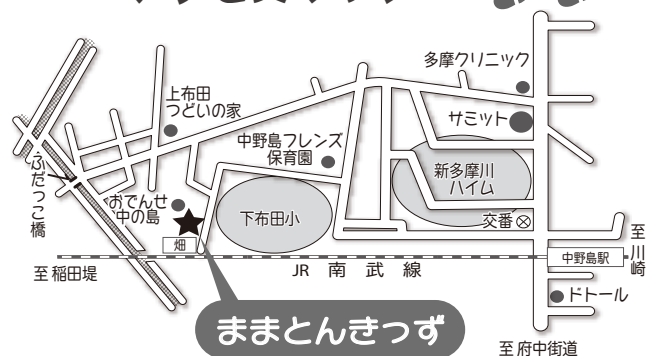 多摩クリニック
上布田
つどいの家
サミット
中野島フレンズ
保育園
新多摩川
ハイム
ふだっこ橋
おでんせ
中の島
下布田小
交番
畑
至川崎
中野島駅
至 稲田堤
JR 南 武 線
ドトール
ままとんきっず
至 府中街道